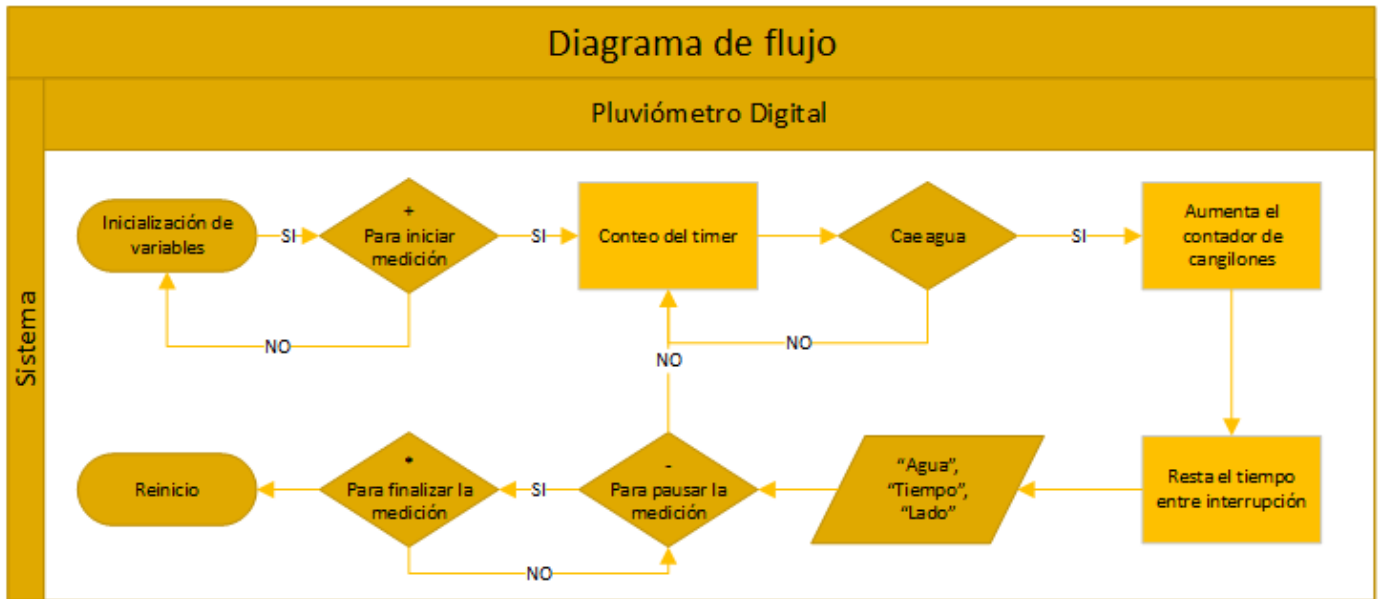 Diagrama de flujo
Pluviómetro Digital
Sistema
Inicialización de
variables
SI
+
Para iniciar
medición
SI
Conteo del timer
Cae agua
SI
Aumenta el
contador de
cangilones
NO
NO
NO
Reinicio
*
Para finalizar la
medición
SI
-
Para pausar la
medición
"Agua",
"Tiempo",
"Lado"
Resta el tiempo
entre interrupción
NO